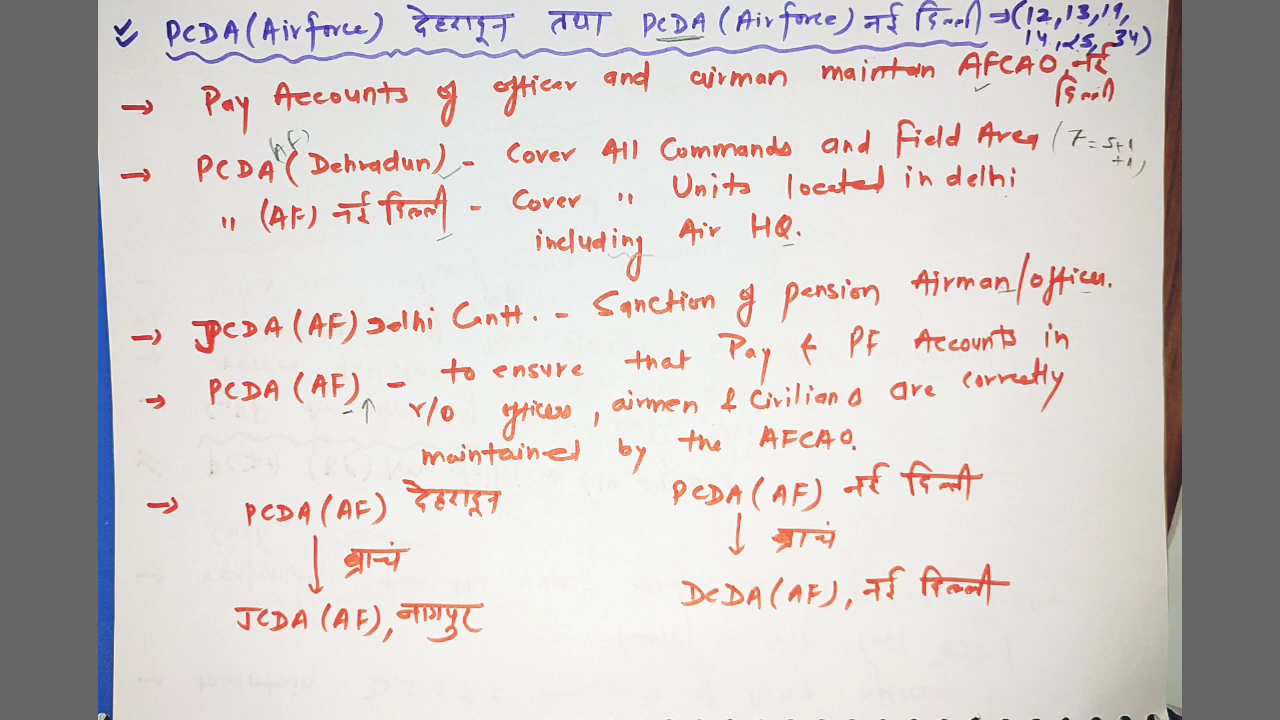 PCDA (Airforce) देहरादून तथा PCDA (Airforce) नई दिल्ली → (12, 13, 19,
14, 25, 34)
→ Pay Accounts of officer and airman maintan AFCAO, नई
दिल्ली
→ PCDA (AF) (Dehradun) - Cover All Commands and field Area (7 = 5+1
+1)
" (AF) नई दिल्ली - Cover " Units located in delhi
including Air HQ.
→ JCDA (AF) Delhi Cantt. - Sanction of pension Airman/officer.
→ PCDA (AF) - to ensure that Pay & PF Accounts in
r/o officers, airmen & Civilians are correctly
maintained by the AFCAO.
→ PCDA (AF) देहरादून PCDA (AF) नई दिल्ली
↓ ब्रांच ↓ ब्रांच
JCDA (AF), नागपुर DCDA (AF), नई दिल्ली